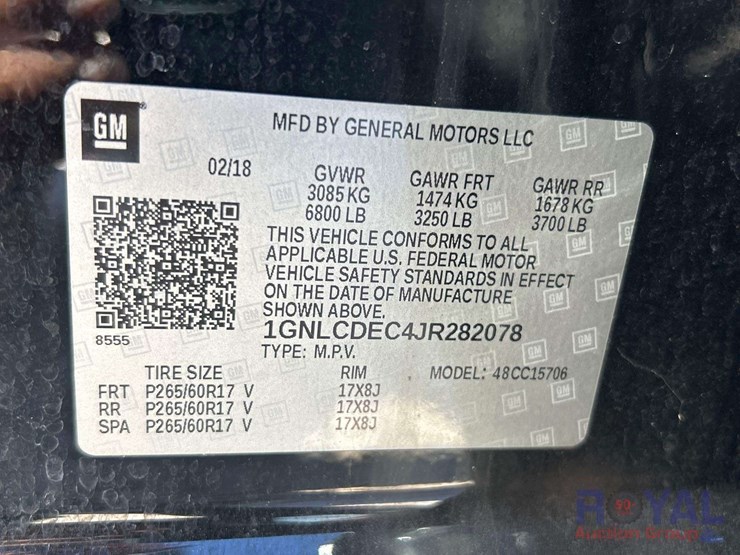 GM
MFD BY GENERAL MOTORS LLC
02/18
GVWR
3085 KG
6800 LB
GAWR FRT
1474 KG
3250 LB
GAWR RR
1678 KG
3700 LB
THIS VEHICLE CONFORMS TO ALL
APPLICABLE U.S. FEDERAL MOTOR
VEHICLE SAFETY STANDARDS IN EFFECT
ON THE DATE OF MANUFACTURE
SHOWN ABOVE.
8555
1GNLCDEC4JR282078
TYPE: M.P.V.
MODEL: 48CC15706
TIRE SIZE RIM
FRT P265/60R17 V 17X8J
RR P265/60R17 V 17X8J
SPA P265/60R17 V 17X8J
ROYAL
Auction Group